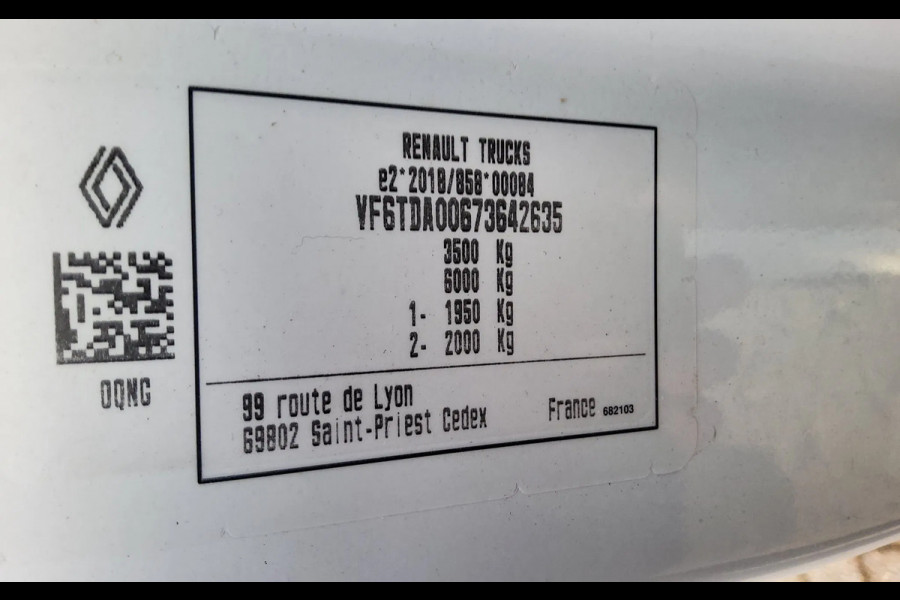 RENAULT TRUCKS
e2*2018/858*00084
VF6TDA00673642635
3500 Kg
6000 Kg
1- 1950 Kg
2- 2000 Kg
0QNG
99 route de Lyon
69802 Saint-Priest Cedex
France 682103